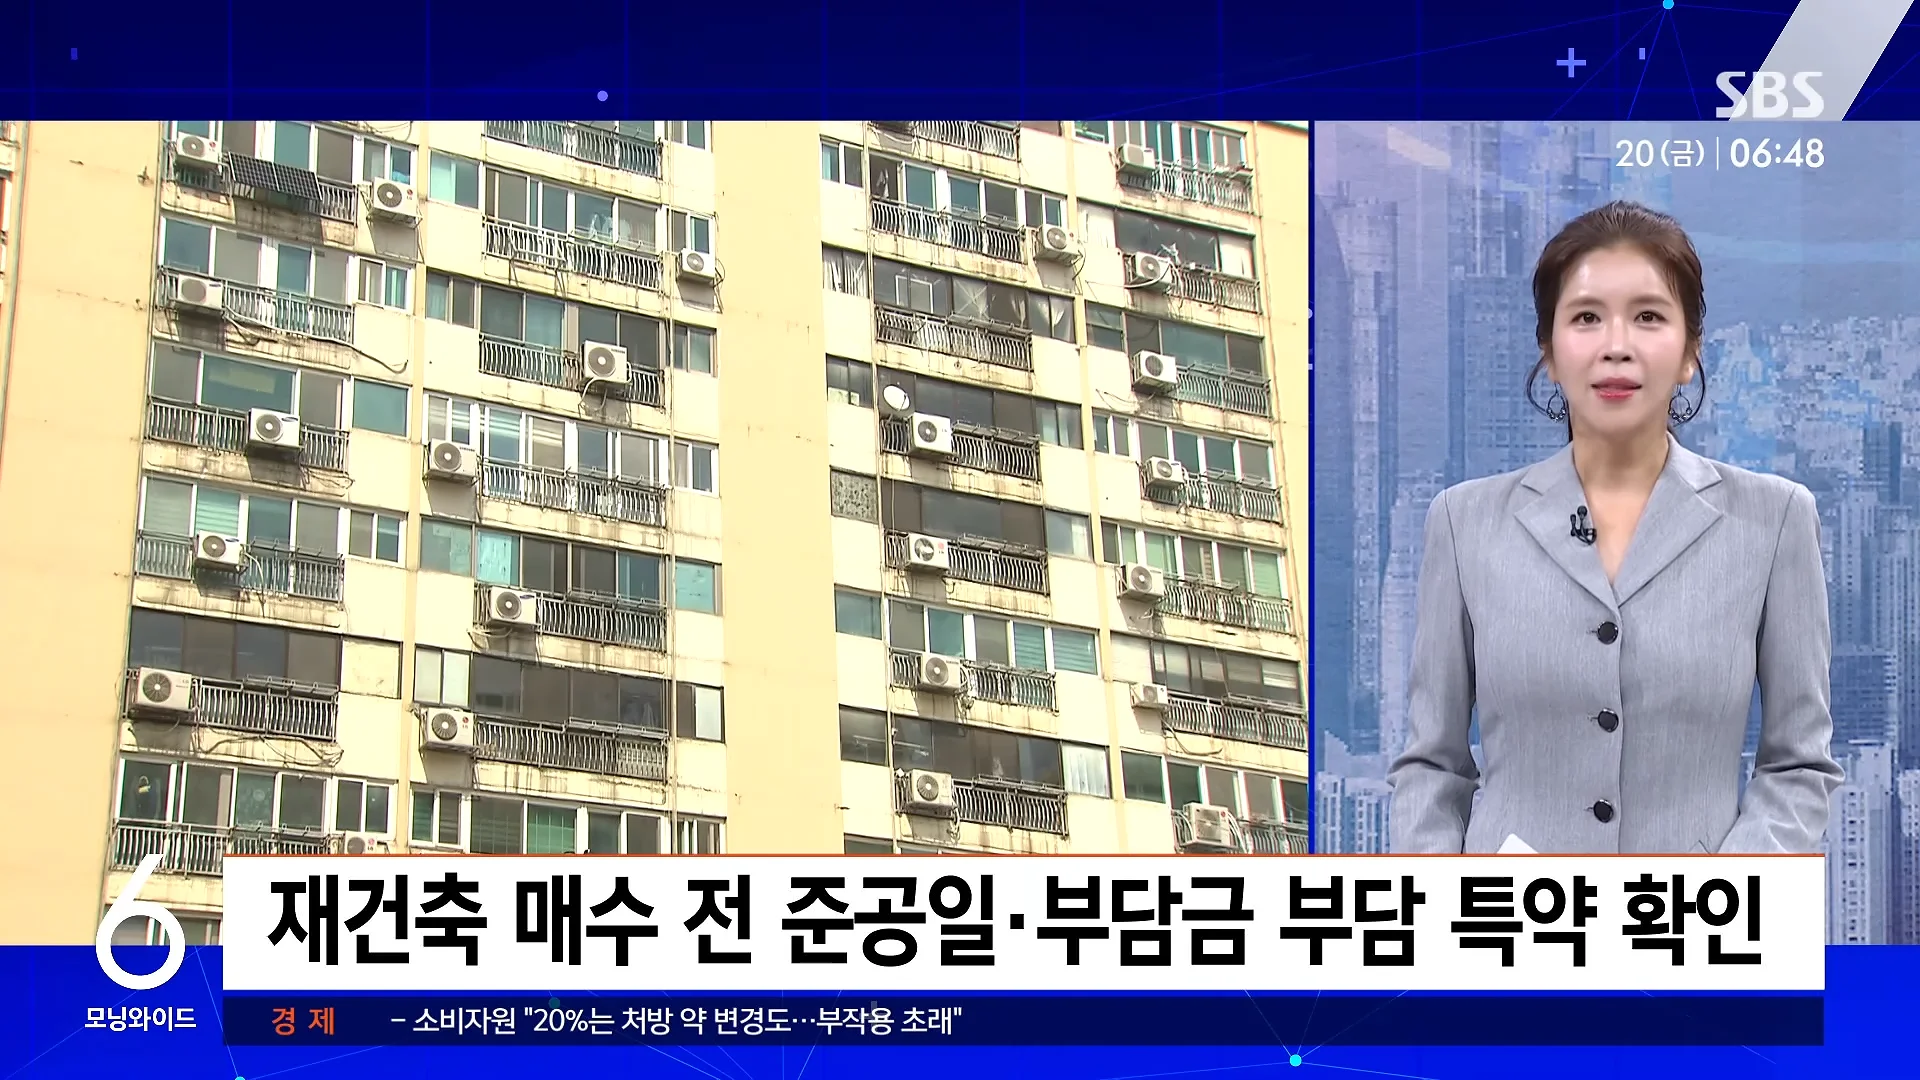 SBS
20(금) | 06:48
재건축 매수 전 준공일·부담금 부담 특약 확인
6
모닝와이드
경제 - 소비자원 "20%는 처방 약 변경도…부작용 초래"